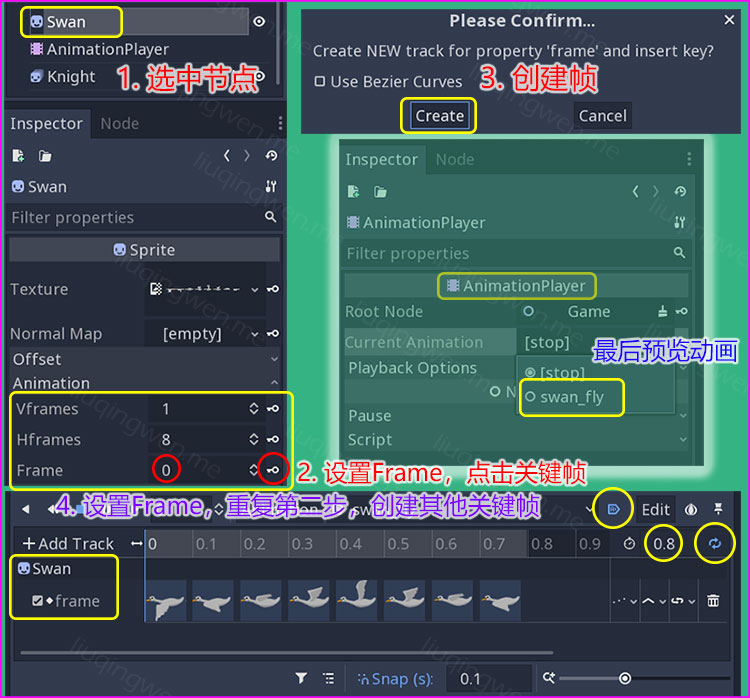 Swan
AnimationPlayer
Knight
1. 选中节点
Please Confirm...
Create NEW track for property 'frame' and insert key?
Use Bezier Curves
3. 创建帧
Create
Cancel
Inspector
Node
Swan
Filter properties
Sprite
Texture
Normal Map
[empty]
Offset
Animation
Vframes
1
Hframes
8
Frame
0
2. 设置Frame，点击关键帧
Inspector
Node
AnimationPlayer
Filter properties
AnimationPlayer
Root Node
Game
Current Animation
[stop]
最后预览动画
Playback Options
[stop]
swan_fly
Pause
Script
4. 设置Frame，重复第二步，创建其他关键帧
Edit
Add Track
0
0.1
0.2
0.3
0.4
0.5
0.6
0.7
0.8
0.9
0.8
Swan
frame
Snap (s):
0.1
liuqingwen.me